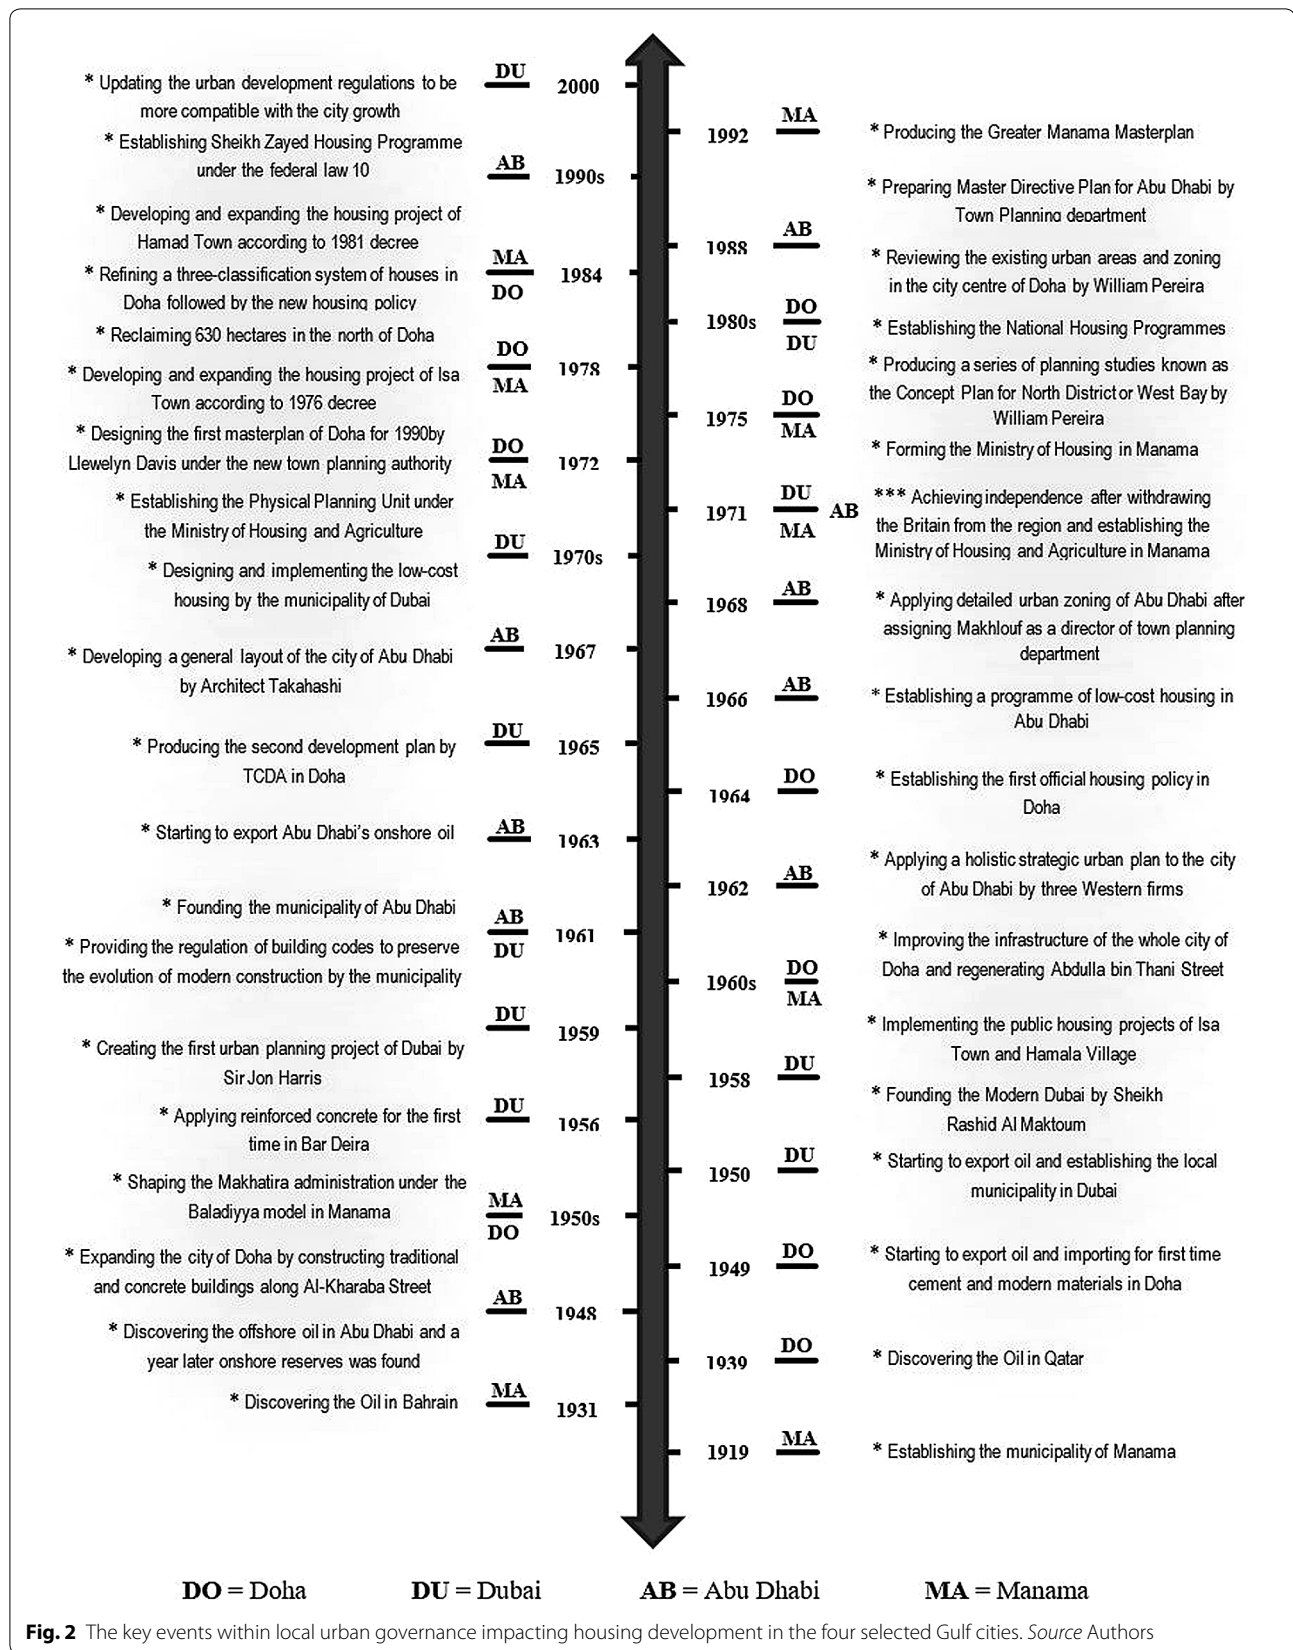 DU
* Updating the urban development regulations to be
2000
more compatible with the city growth
MA
1992
* Producing the Greater Manama Masterplan
* Establishing Sheikh Zayed Housing Programme
under the federal law 10
AB
1990s
* Preparing Master Directive Plan for Abu Dhabi by
Town Planning department
AB
1988
* Developing and expanding the housing project of
Hamad Town according to 1981 decree
MA
1984
DO
* Refining a three-classification system of houses in
Doha followed by the new housing policy
* Reviewing the existing urban areas and zoning
in the city centre of Doha by William Pereira
DO
1980s
DU
* Establishing the National Housing Programmes
* Reclaiming 630 hectares in the north of Doha
DO
1978
MA
* Developing and expanding the housing project of Isa
Town according to 1976 decree
* Producing a series of planning studies known as
the Concept Plan for North District or West Bay by
William Pereira
DO
1975
MA
* Forming the Ministry of Housing in Manama
* Designing the first masterplan of Doha for 1990by
Llewelyn Davis under the new town planning authority
DO
1972
MA
* Establishing the Physical Planning Unit under
the Ministry of Housing and Agriculture
DU
1971
AB
MA
*** Achieving independence after withdrawing
the Britain from the region and establishing the
Ministry of Housing and Agriculture in Manama
DU
1970s
* Designing and implementing the low-cost
housing by the municipality of Dubai
AB
1968
* Applying detailed urban zoning of Abu Dhabi after
assigning Makhlouf as a director of town planning
department
AB
1967
* Developing a general layout of the city of Abu Dhabi
by Architect Takahashi
AB
1966
* Establishing a programme of low-cost housing in
Abu Dhabi
DU
1965
* Producing the second development plan by
TCDA in Doha
DO
1964
* Establishing the first official housing policy in
Doha
* Starting to export Abu Dhabi's onshore oil
AB
1963
AB
1962
* Applying a holistic strategic urban plan to the city
of Abu Dhabi by three Western firms
* Founding the municipality of Abu Dhabi
AB
1961
DU
* Providing the regulation of building codes to preserve
the evolution of modern construction by the municipality
* Improving the infrastructure of the whole city of
Doha and regenerating Abdulla bin Thani Street
DO
1960s
MA
* Implementing the public housing projects of Isa
Town and Hamala Village
DU
1959
* Creating the first urban planning project of Dubai by
Sir Jon Harris
DU
1958
* Founding the Modern Dubai by Sheikh
Rashid Al Maktoum
* Applying reinforced concrete for the first
time in Bar Deira
DU
1956
DU
1950
* Starting to export oil and establishing the local
municipality in Dubai
* Shaping the Makhatira administration under the
Baladiyya model in Manama
MA
1950s
DO
* Expanding the city of Doha by constructing traditional
and concrete buildings along Al-Kharaba Street
DO
1949
* Starting to export oil and importing for first time
cement and modern materials in Doha
AB
1948
* Discovering the offshore oil in Abu Dhabi and a
year later onshore reserves was found
DO
1939
* Discovering the Oil in Qatar
* Discovering the Oil in Bahrain
MA
1931
MA
1919
* Establishing the municipality of Manama
DO = Doha DU = Dubai AB = Abu Dhabi MA = Manama
Fig. 2 The key events within local urban governance impacting housing development in the four selected Gulf cities. Source Authors